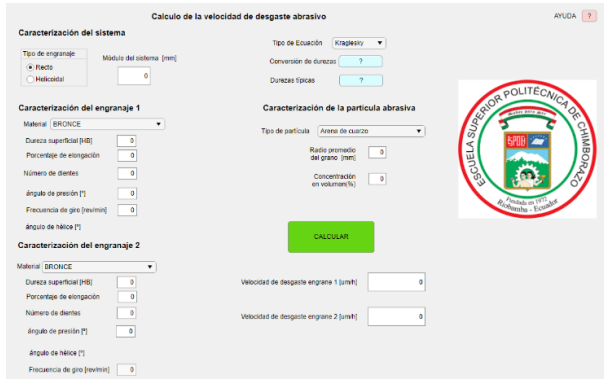 Calculo de la velocidad de desgaste abrasivo
AYUDA ?
Caracterización del sistema
Tipo de engranaje
Recto
Helicoidal
Módulo del sistema [mm]
0
Tipo de Ecuación Kraglesky
Conversión de durezas ?
Durezas típicas ?
Caracterización del engranaje 1
Material BRONCE
Dureza superficial [HB] 0
Porcentaje de elongación 0
Número de dientes 0
ángulo de presión [º] 0
Frecuencia de giro [rev/min] 0
ángulo de hélice [º]
Caracterización de la partícula abrasiva
Tipo de partícula Arena de cuarzo
Radio promedio
del grano [mm] 0
Concentración
en volumen(%) 0
ESCUELA SUPERIOR POLITÉCNICA DE CHIMBORAZO
ESPOCH
Fundada en 1972
Riobamba - Ecuador
CALCULAR
Caracterización del engranaje 2
Material BRONCE
Dureza superficial [HB] 0
Porcentaje de elongación 0
Número de dientes 0
ángulo de presión [º] 0
ángulo de hélice [º]
Frecuencia de giro [rev/min] 0
Velocidad de desgaste engrane 1 [um/h] 0
Velocidad de desgaste engrane 2 [um/h] 0